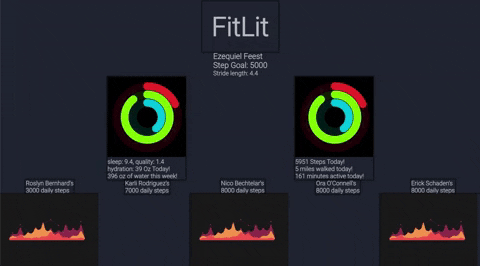 FitLit
Ezequiel Feest
Step Goal: 5000
Stride length: 4.4
sleep: 9.4, quality: 1.4
hydration: 39 Oz Today!
396 oz of water this week!
5951 Steps Today!
5 miles walked today!
161 minutes active today!
Roslyn Bernhard's
3000 daily steps
Karli Rodriguez's
7000 daily steps
Nico Bechtelar's
8000 daily steps
Ora O'Connell's
8000 daily steps
Erick Schaden's
8000 daily steps